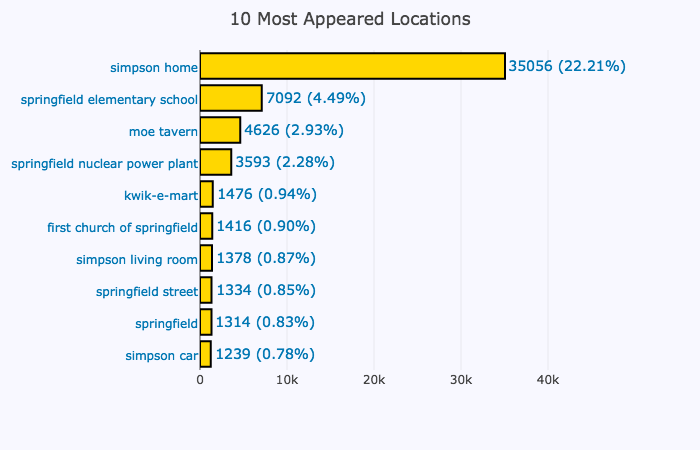 10 Most Appeared Locations
simpson home 35056 (22.21%)
springfield elementary school 7092 (4.49%)
moe tavern 4626 (2.93%)
springfield nuclear power plant 3593 (2.28%)
kwik-e-mart 1476 (0.94%)
first church of springfield 1416 (0.90%)
simpson living room 1378 (0.87%)
springfield street 1334 (0.85%)
springfield 1314 (0.83%)
simpson car 1239 (0.78%)
0 10k 20k 30k 40k